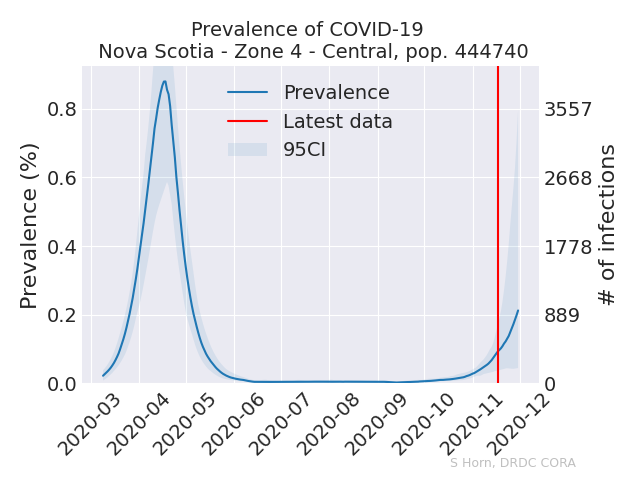 Prevalence of COVID-19
Nova Scotia - Zone 4 - Central, pop. 444740
Prevalence
Latest data
95CI
Prevalence (%)
0.8
0.6
0.4
0.2
0.0
3557
2668
1778
889
0
# of infections
2020-03
2020-04
2020-05
2020-06
2020-07
2020-08
2020-09
2020-10
2020-11
2020-12
S Horn, DRDC CORA